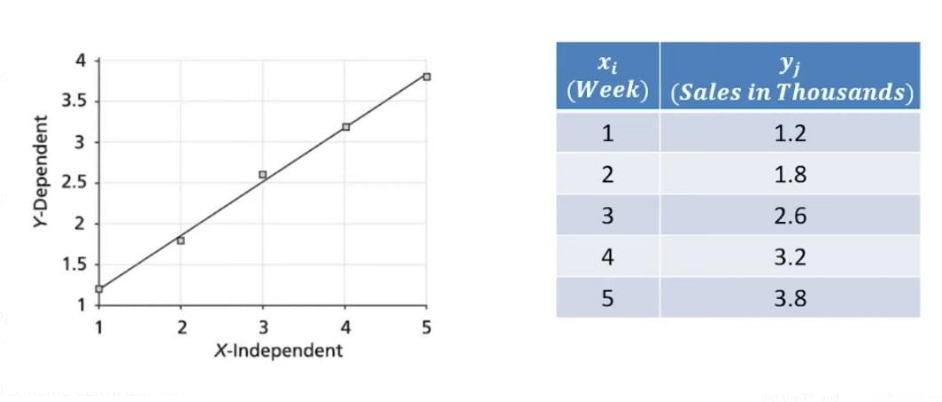 4
3.5
3
2.5
2
1.5
1
Y-Dependent
1 2 3 4 5
X-Independent
xᵢ yⱼ
(Week) (Sales in Thousands)
1 1.2
2 1.8
3 2.6
4 3.2
5 3.8